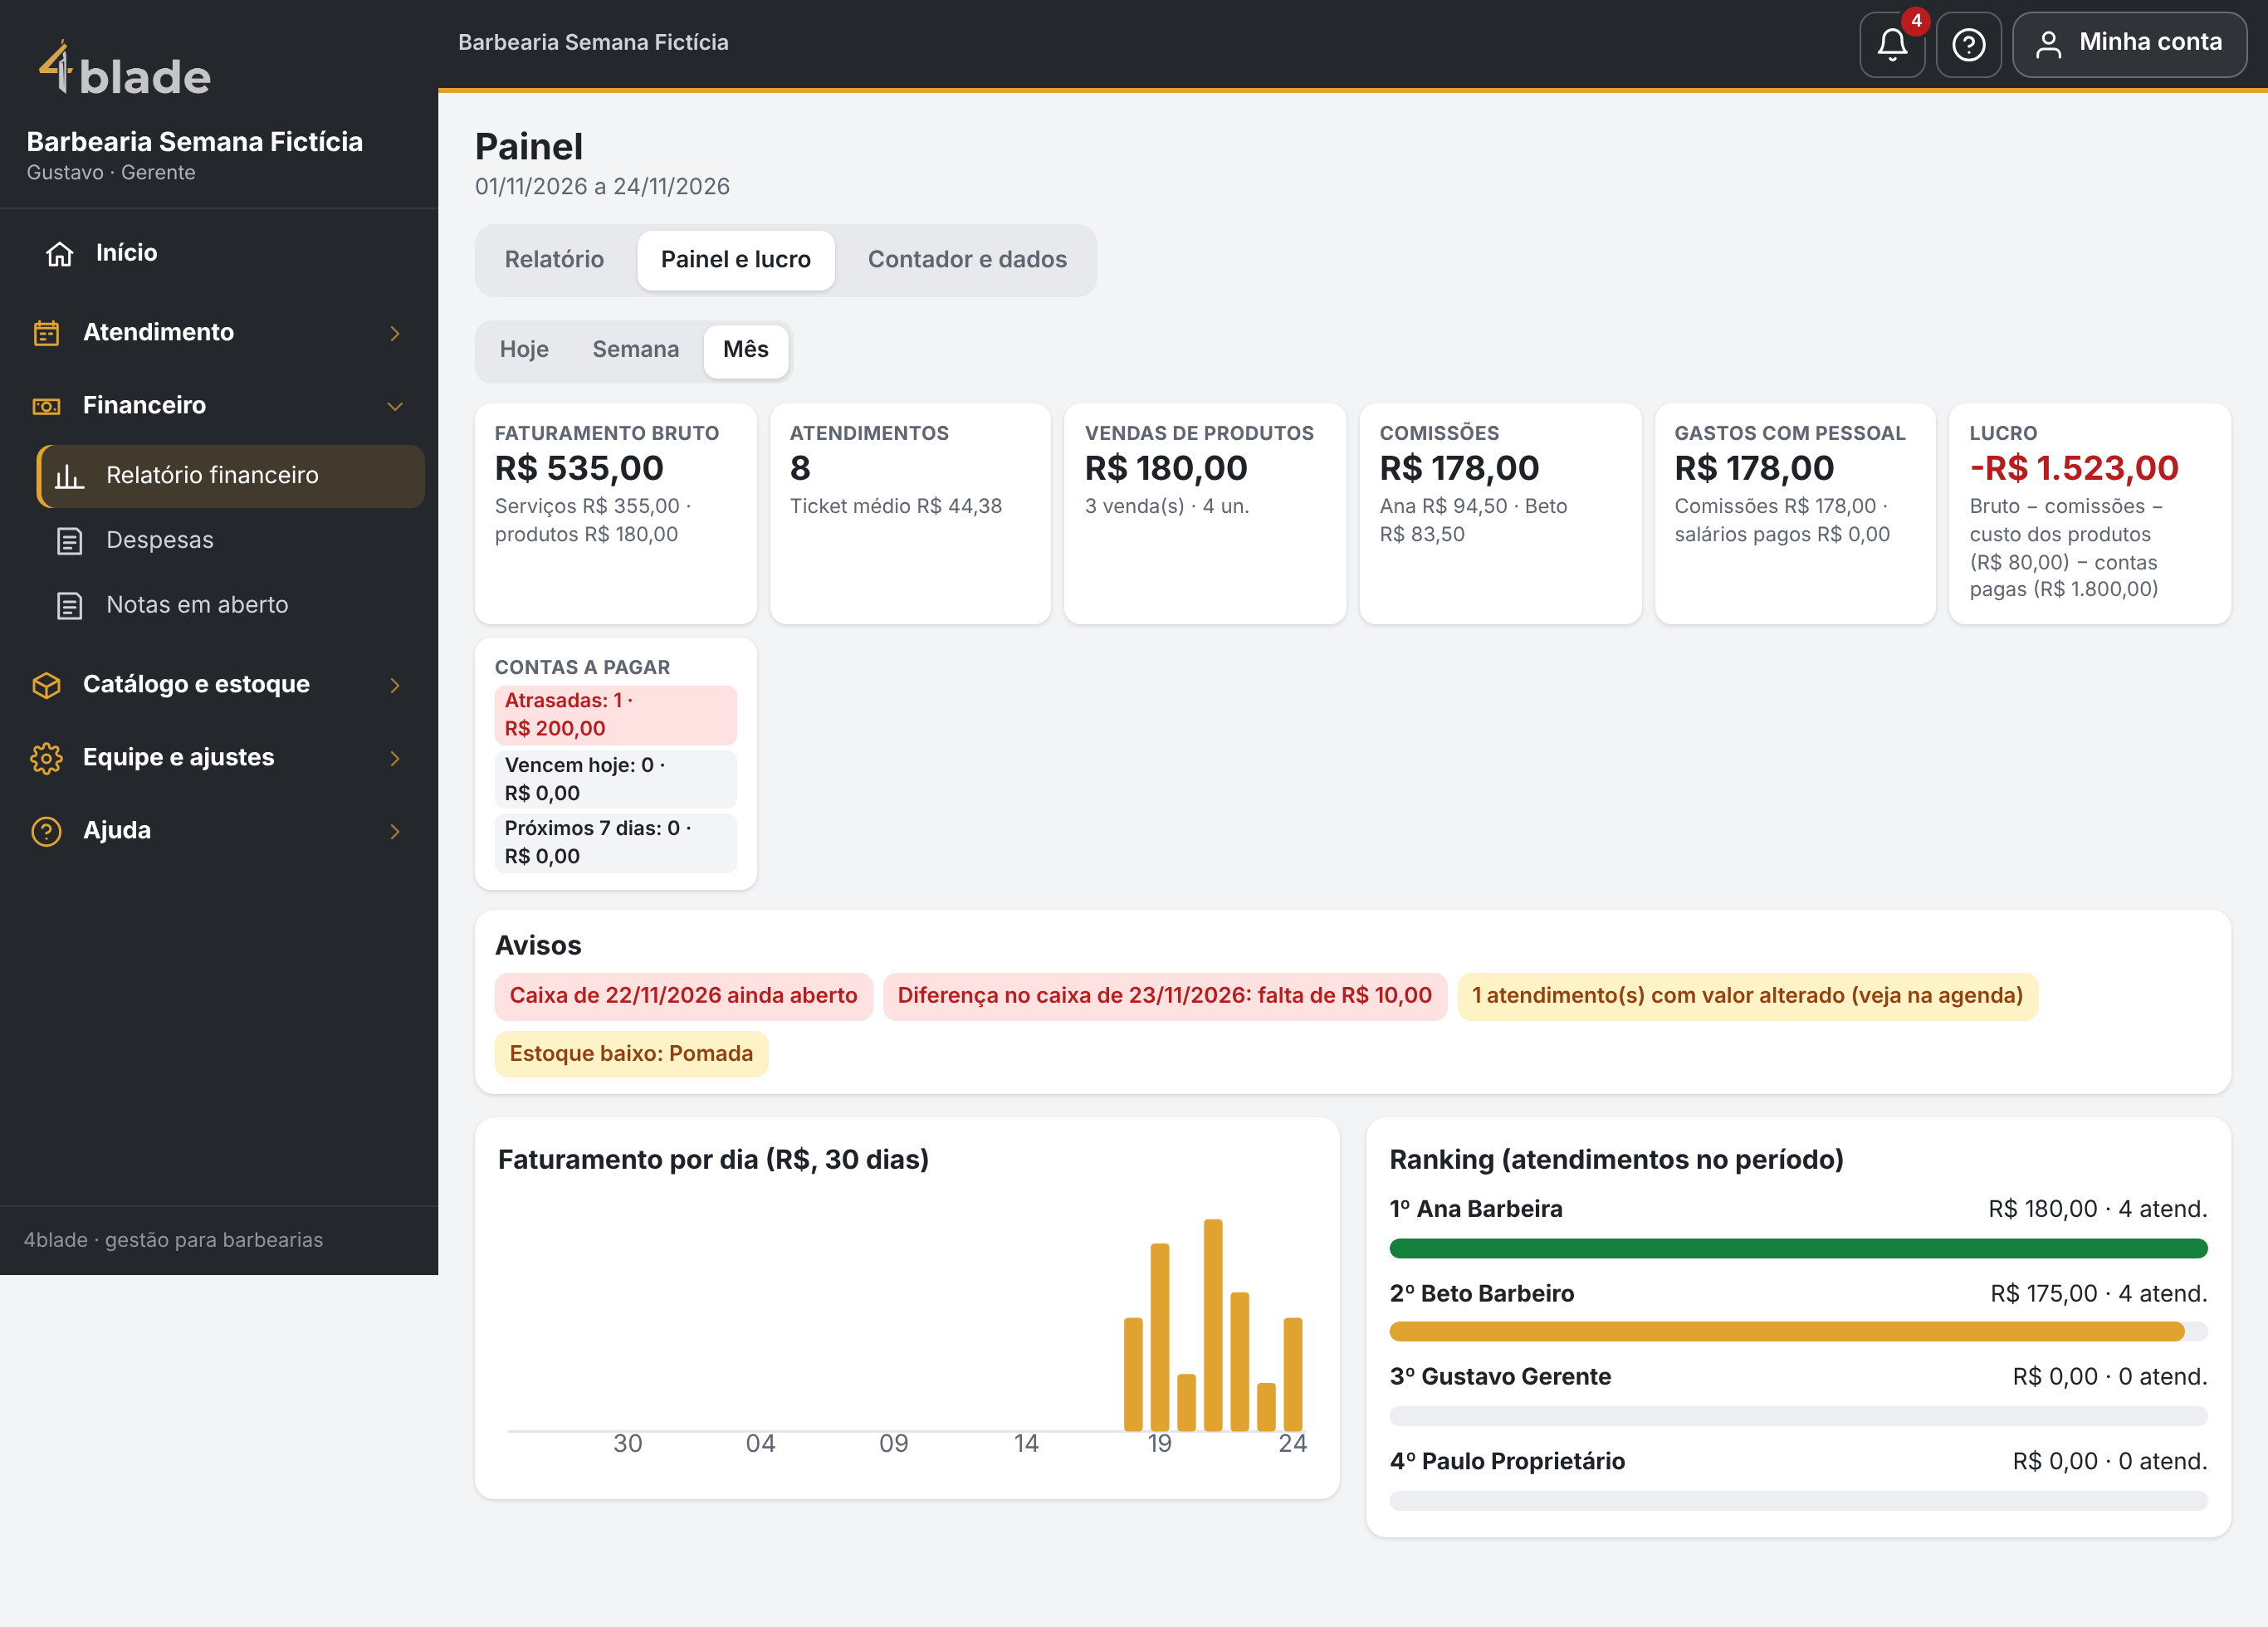 4blade
Barbearia Semana Fictícia
Gustavo · Gerente
Início
Atendimento
Financeiro
Relatório financeiro
Despesas
Notas em aberto
Catálogo e estoque
Equipe e ajustes
Ajuda
4blade · gestão para barbearias
Barbearia Semana Fictícia
4
Minha conta
Painel
01/11/2026 a 24/11/2026
Relatório
Painel e lucro
Contador e dados
Hoje
Semana
Mês
FATURAMENTO BRUTO
R$ 535,00
Serviços R$ 355,00 ·
produtos R$ 180,00
ATENDIMENTOS
8
Ticket médio R$ 44,38
VENDAS DE PRODUTOS
R$ 180,00
3 venda(s) · 4 un.
COMISSÕES
R$ 178,00
Ana R$ 94,50 · Beto
R$ 83,50
GASTOS COM PESSOAL
R$ 178,00
Comissões R$ 178,00 ·
salários pagos R$ 0,00
LUCRO
-R$ 1.523,00
Bruto − comissões −
custo dos produtos
(R$ 80,00) − contas
pagas (R$ 1.800,00)
CONTAS A PAGAR
Atrasadas: 1 ·
R$ 200,00
Vencem hoje: 0 ·
R$ 0,00
Próximos 7 dias: 0 ·
R$ 0,00
Avisos
Caixa de 22/11/2026 ainda aberto
Diferença no caixa de 23/11/2026: falta de R$ 10,00
1 atendimento(s) com valor alterado (veja na agenda)
Estoque baixo: Pomada
Faturamento por dia (R$, 30 dias)
30 04 09 14 19 24
Ranking (atendimentos no período)
1º Ana Barbeira R$ 180,00 · 4 atend.
2º Beto Barbeiro R$ 175,00 · 4 atend.
3º Gustavo Gerente R$ 0,00 · 0 atend.
4º Paulo Proprietário R$ 0,00 · 0 atend.